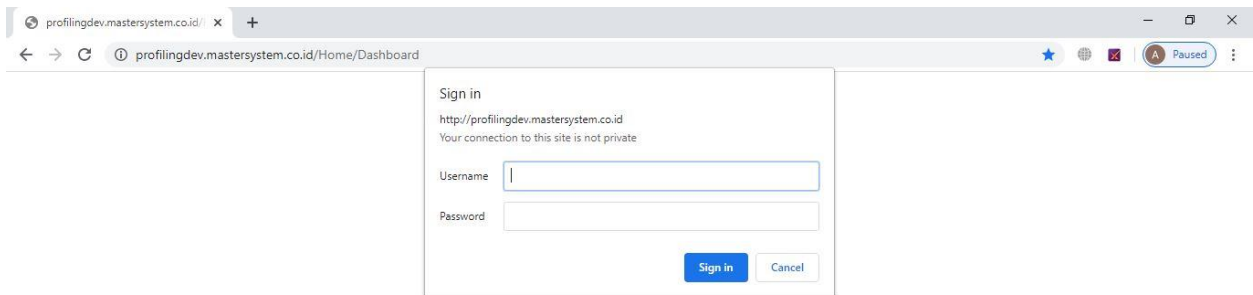 profilingdev.mastersystem.co.id/
profilingdev.mastersystem.co.id/Home/Dashboard
A Paused
Sign in
http://profilingdev.mastersystem.co.id
Your connection to this site is not private
Username
Password
Sign in Cancel